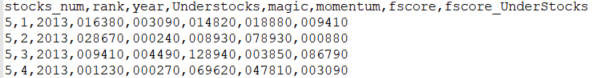 stocks_num,rank,year,Understocks,magic,momentum,fscore,fscore_UnderStocks
5,1,2013,016380,003090,014820,018880,009410
5,2,2013,028670,000240,008930,078930,000880
5,3,2013,009410,004490,128940,003850,086790
5,4,2013,001230,000270,069620,047810,003090